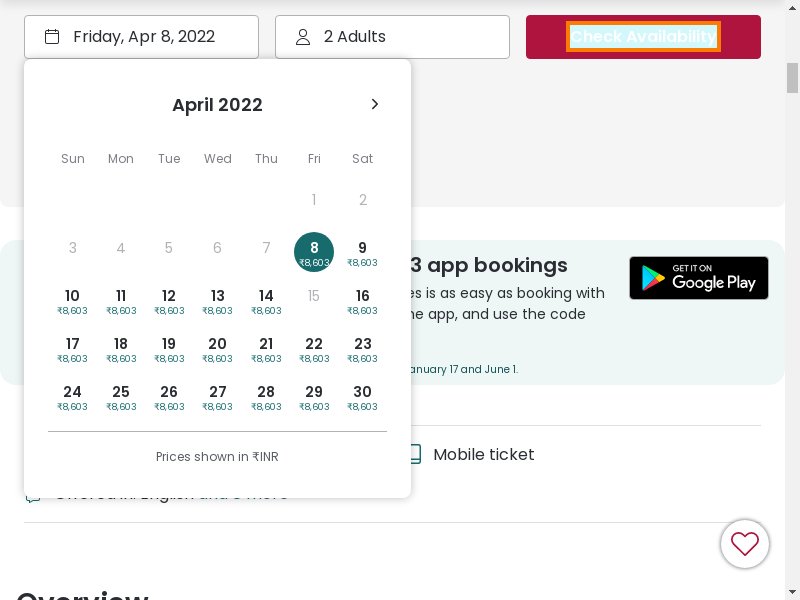 Friday, Apr 8, 2022
2 Adults
Check Availability
April 2022
Sun Mon Tue Wed Thu Fri Sat
1 2
3 4 5 6 7 8 9
₹8,603 ₹8,603
10 11 12 13 14 15 16
₹8,603 ₹8,603 ₹8,603 ₹8,603 ₹8,603 ₹8,603
17 18 19 20 21 22 23
₹8,603 ₹8,603 ₹8,603 ₹8,603 ₹8,603 ₹8,603 ₹8,603
24 25 26 27 28 29 30
₹8,603 ₹8,603 ₹8,603 ₹8,603 ₹8,603 ₹8,603 ₹8,603
Prices shown in ₹INR
3 app bookings
es is as easy as booking with
app, and use the code
anuary 17 and June 1.
GET IT ON
Google Play
Mobile ticket
Overview